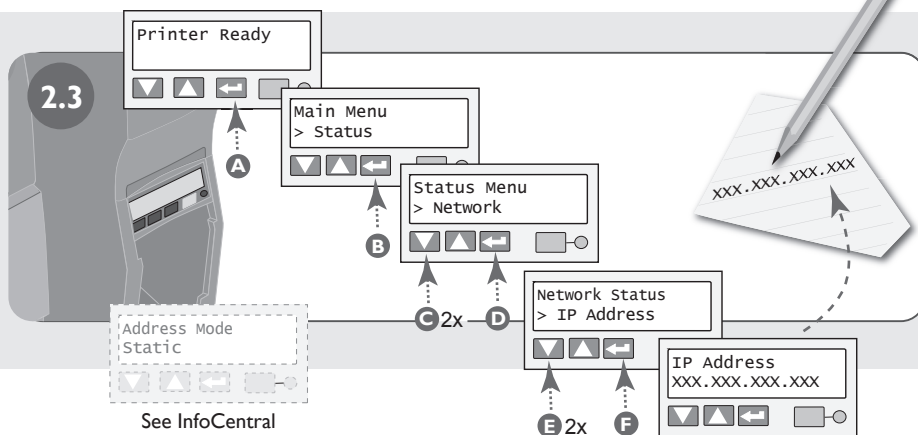 2.3
Printer Ready
A
Main Menu
> Status
B
Status Menu
> Network
C 2x
D
Network Status
> IP Address
E 2x
F
IP Address
XXX.XXX.XXX.XXX
XXX.XXX.XXX.XXX
Address Mode
Static
See InfoCentral